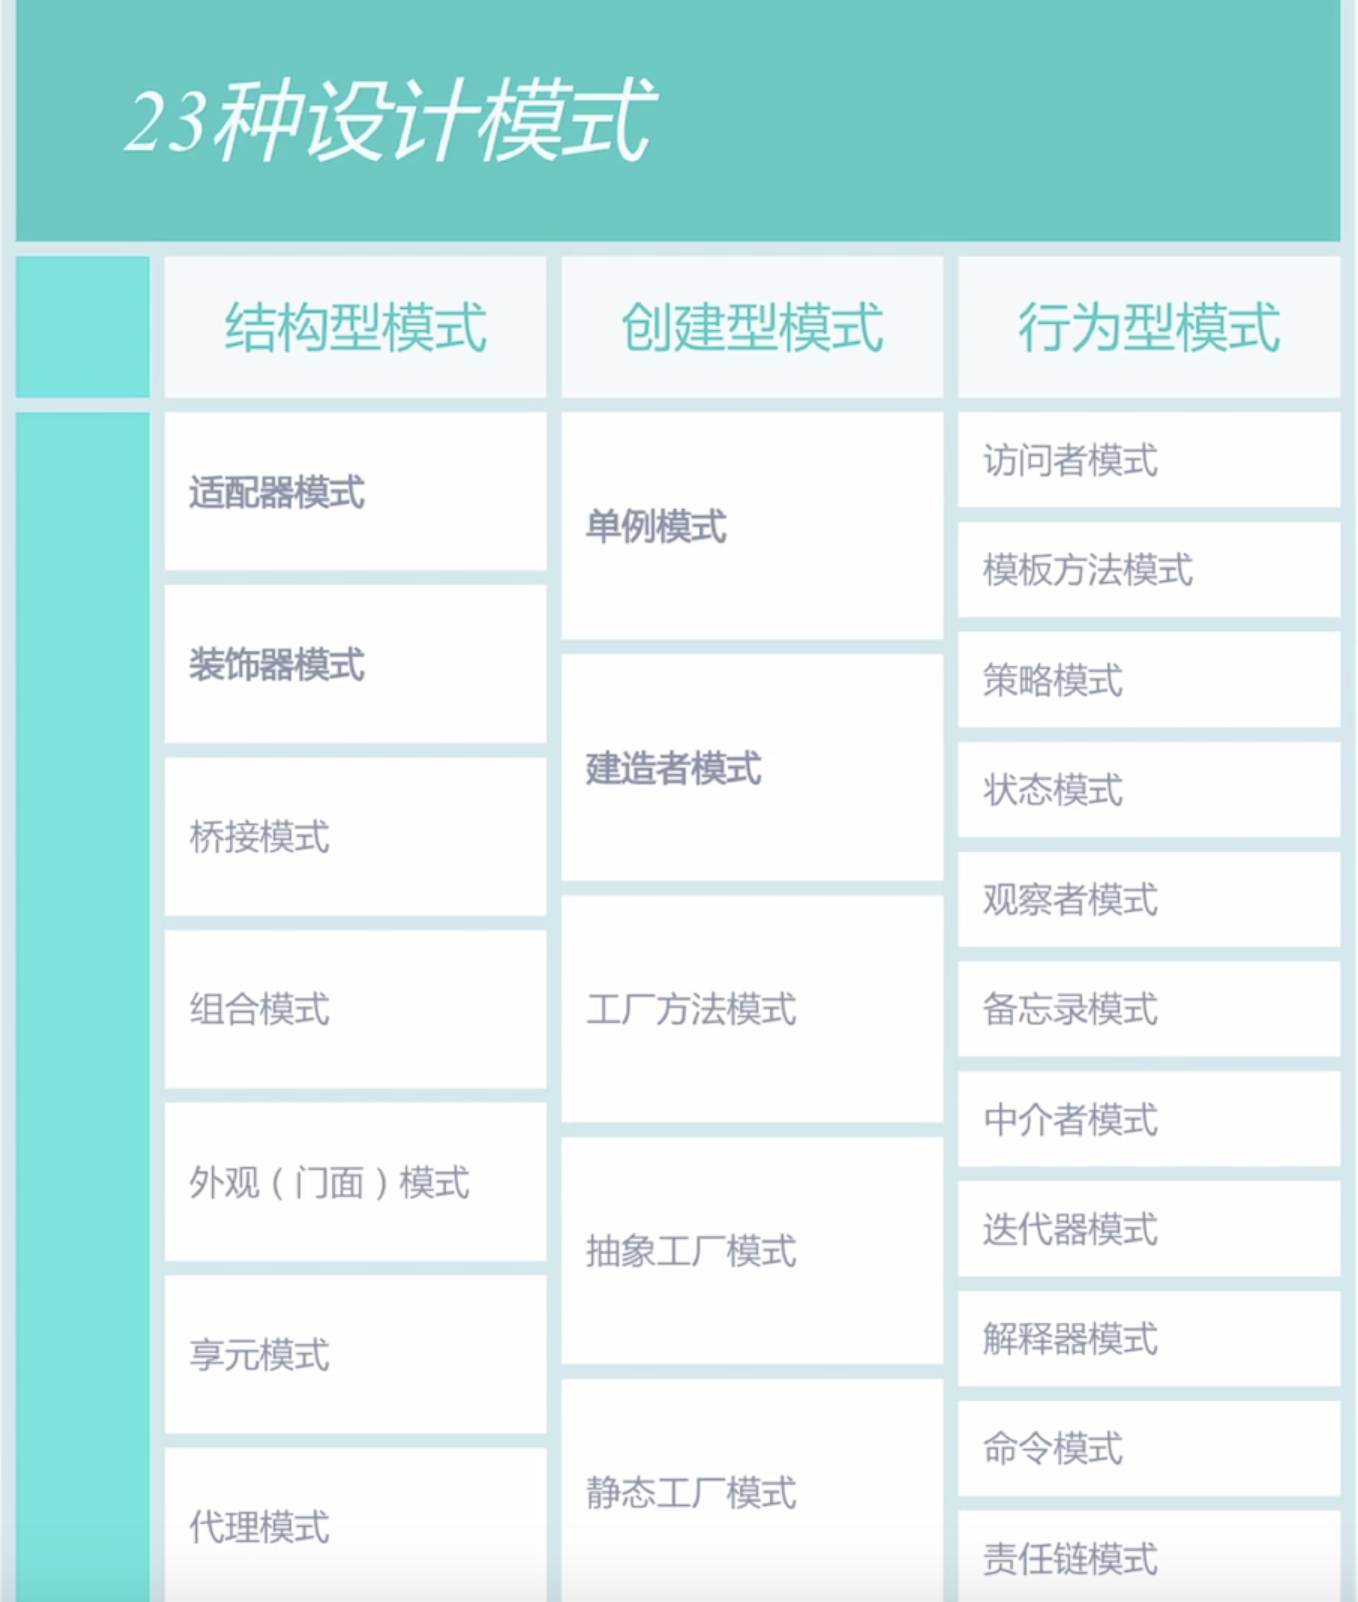 23种设计模式
结构型模式
创建型模式
行为型模式
适配器模式
装饰器模式
桥接模式
组合模式
外观（门面）模式
享元模式
代理模式
单例模式
建造者模式
工厂方法模式
抽象工厂模式
静态工厂模式
访问者模式
模板方法模式
策略模式
状态模式
观察者模式
备忘录模式
中介者模式
迭代器模式
解释器模式
命令模式
责任链模式